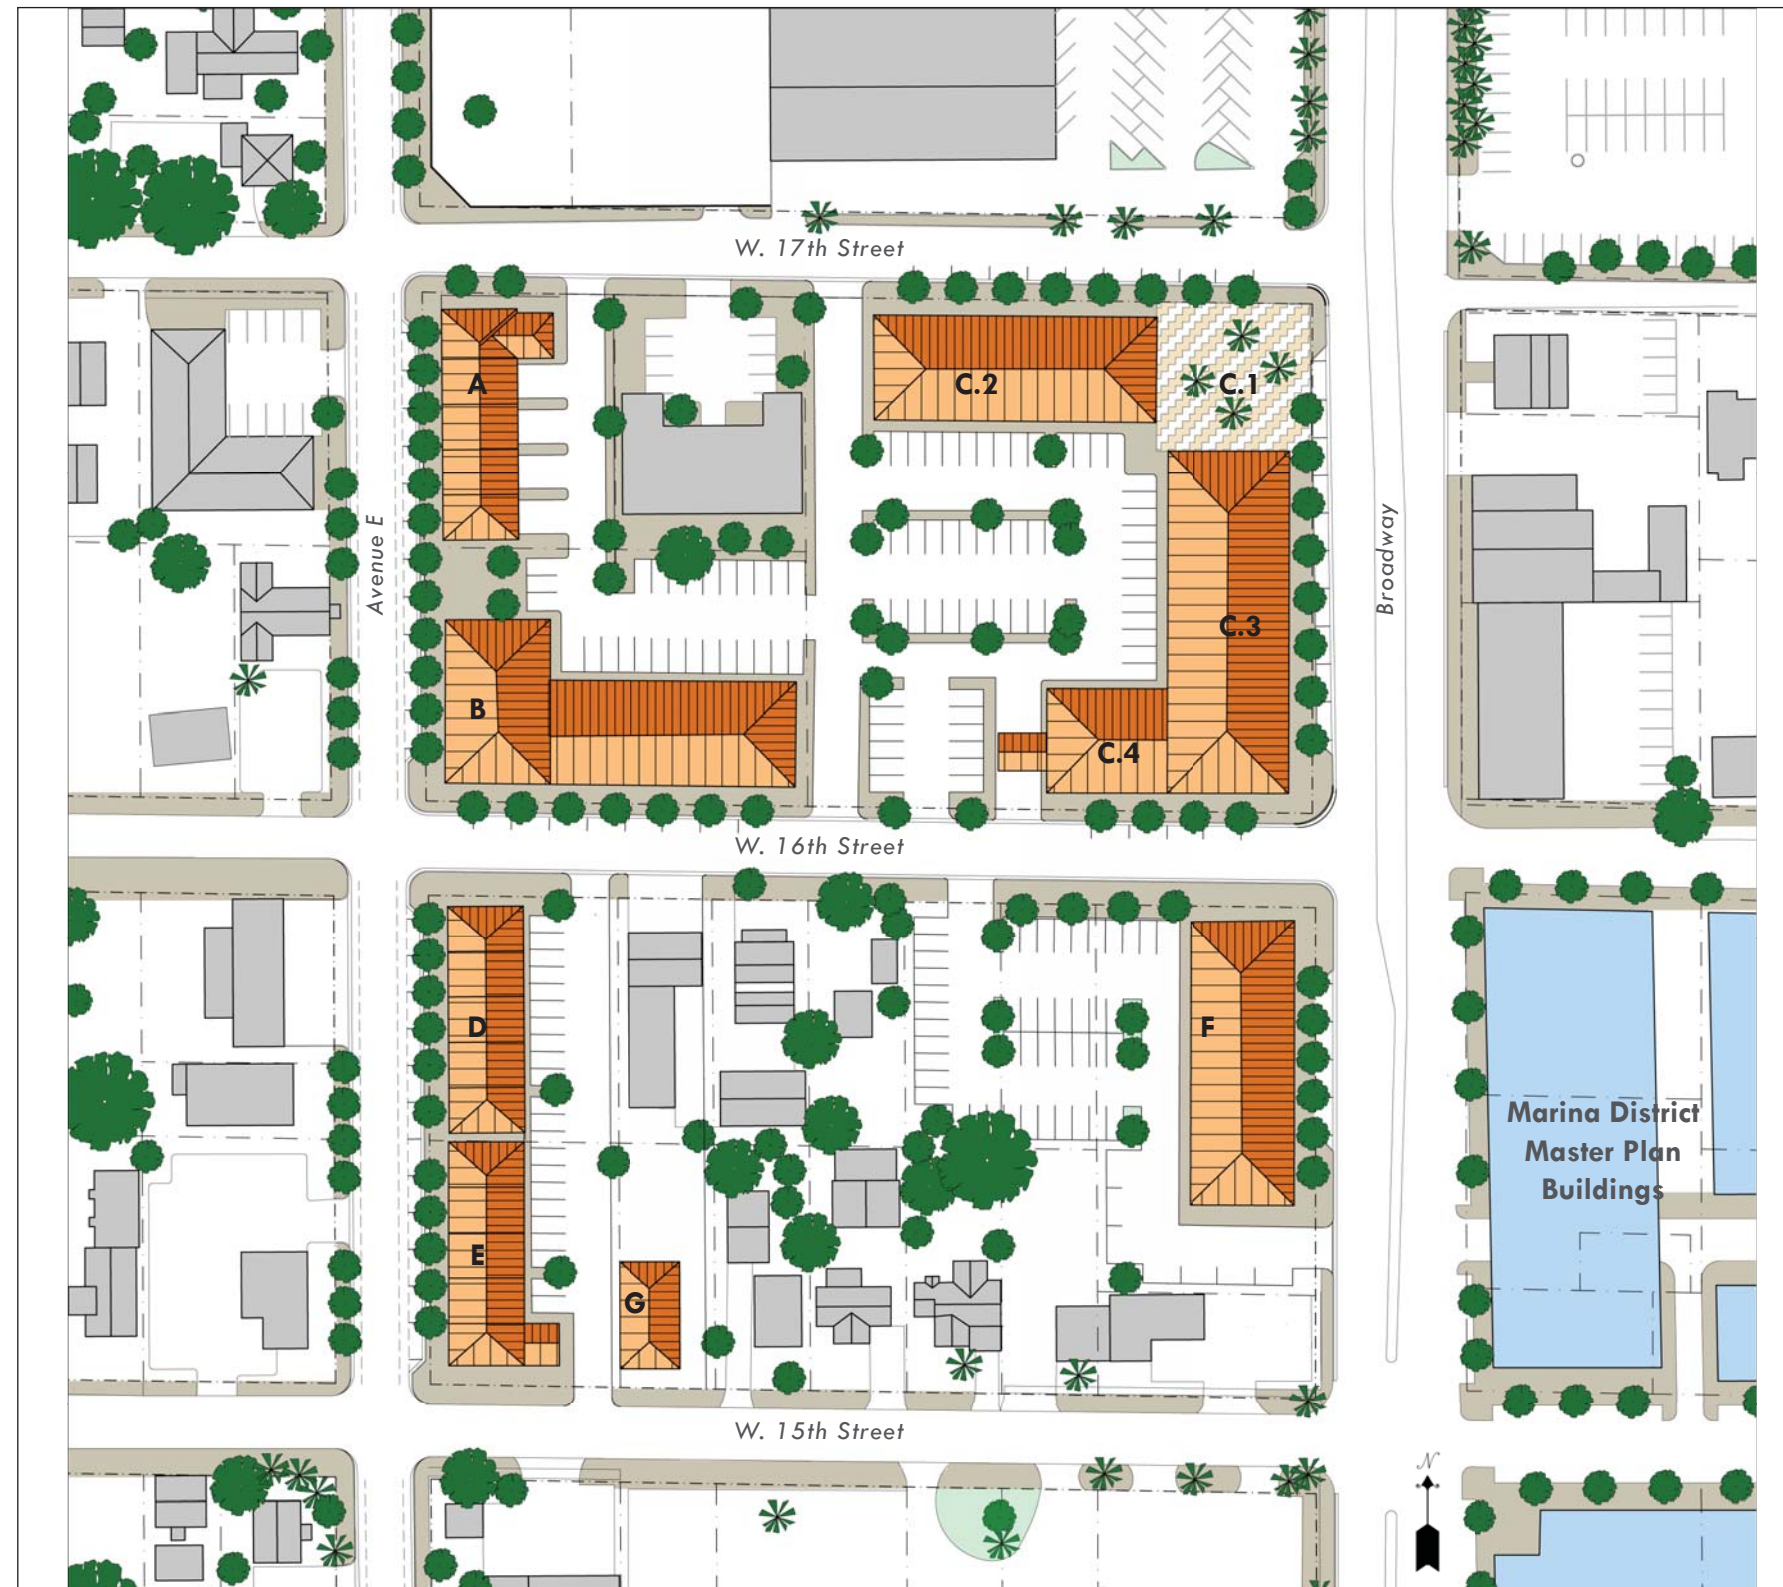 W. 17th Street
A
C.2
C.1
Avenue E
Broadway
C.3
B
C.4
W. 16th Street
D
F
Marina District
Master Plan
Buildings
E
G
W. 15th Street
N